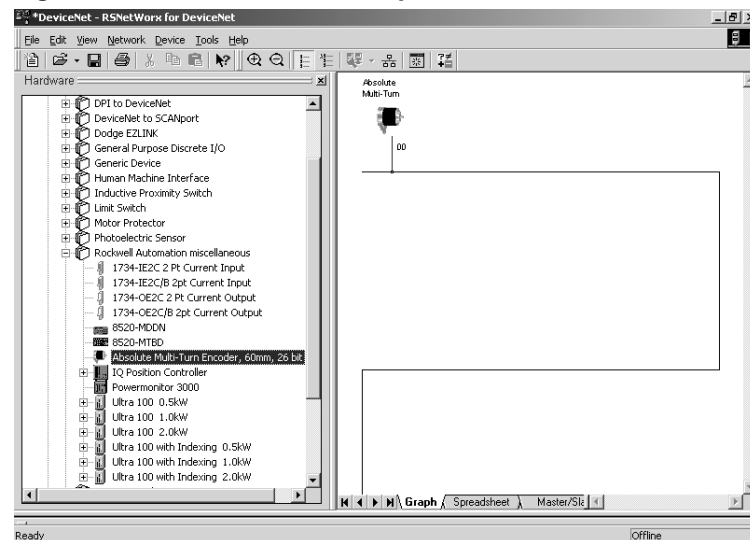 *DeviceNet - RSNetWorx for DeviceNet
File Edit View Network Device Tools Help
Hardware
DPI to DeviceNet
DeviceNet to SCANport
Dodge EZLINK
General Purpose Discrete I/O
Generic Device
Human Machine Interface
Inductive Proximity Switch
Limit Switch
Motor Protector
Photoelectric Sensor
Rockwell Automation miscellaneous
1734-IE2C 2 Pt Current Input
1734-IE2C/B 2pt Current Input
1734-OE2C 2 Pt Current Output
1734-OE2C/B 2pt Current Output
8520-MDDN
8520-MTBD
Absolute Multi-Turn Encoder, 60mm, 26 bit
IQ Position Controller
Powermonitor 3000
Ultra 100 0.5kW
Ultra 100 1.0kW
Ultra 100 2.0kW
Ultra 100 with Indexing 0.5kW
Ultra 100 with Indexing 1.0kW
Ultra 100 with Indexing 2.0kW
Absolute
Multi-Turn
00
Graph Spreadsheet Master/Sla
Ready Offline